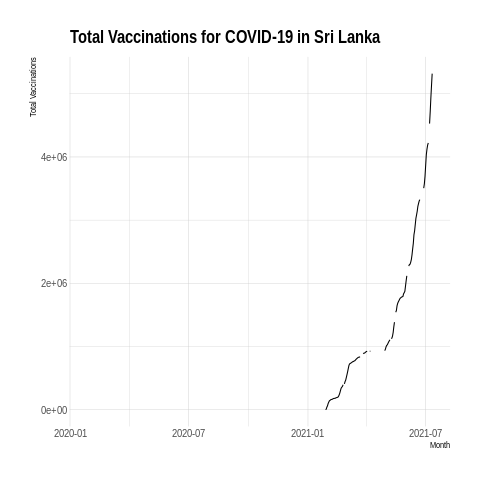 Total Vaccinations for COVID-19 in Sri Lanka
Total Vaccinations
4e+06
2e+06
0e+00
2020-01 2020-07 2021-01 2021-07
Month